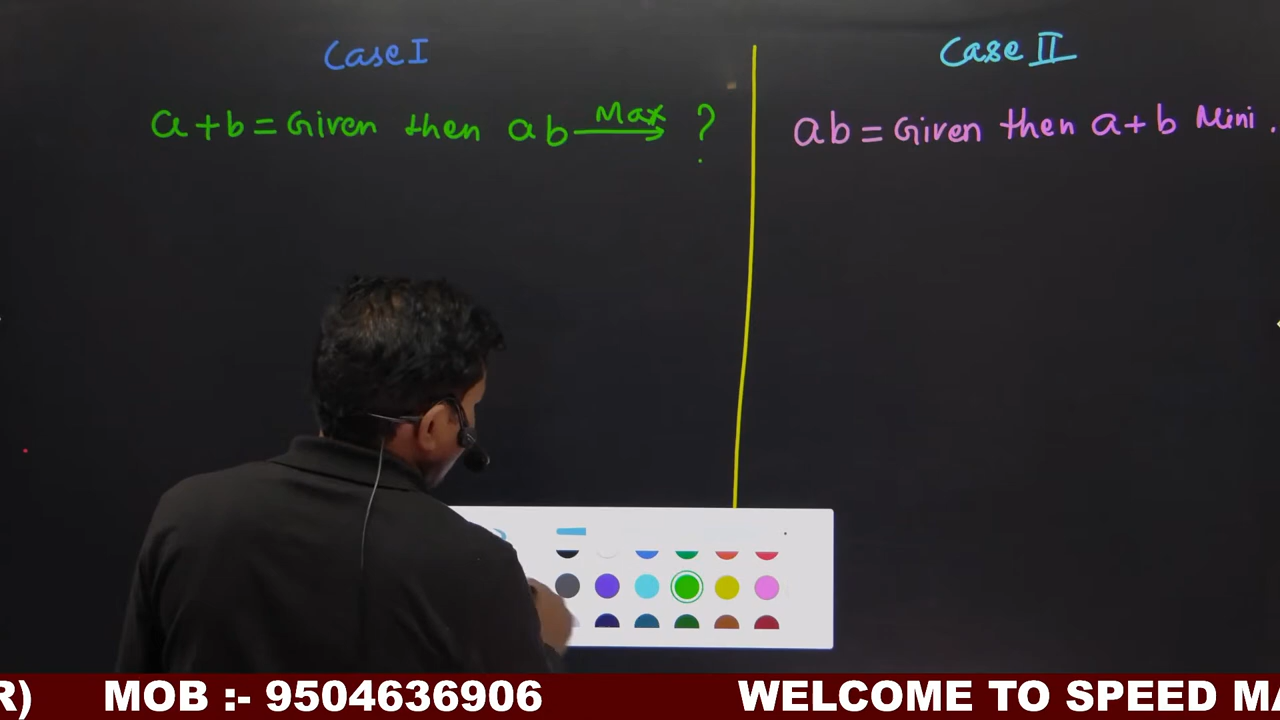 Case I
a + b = Given then ab Max → ?
Case II
ab = Given then a + b Mini .
R) MOB :- 9504636906 WELCOME TO SPEED MA